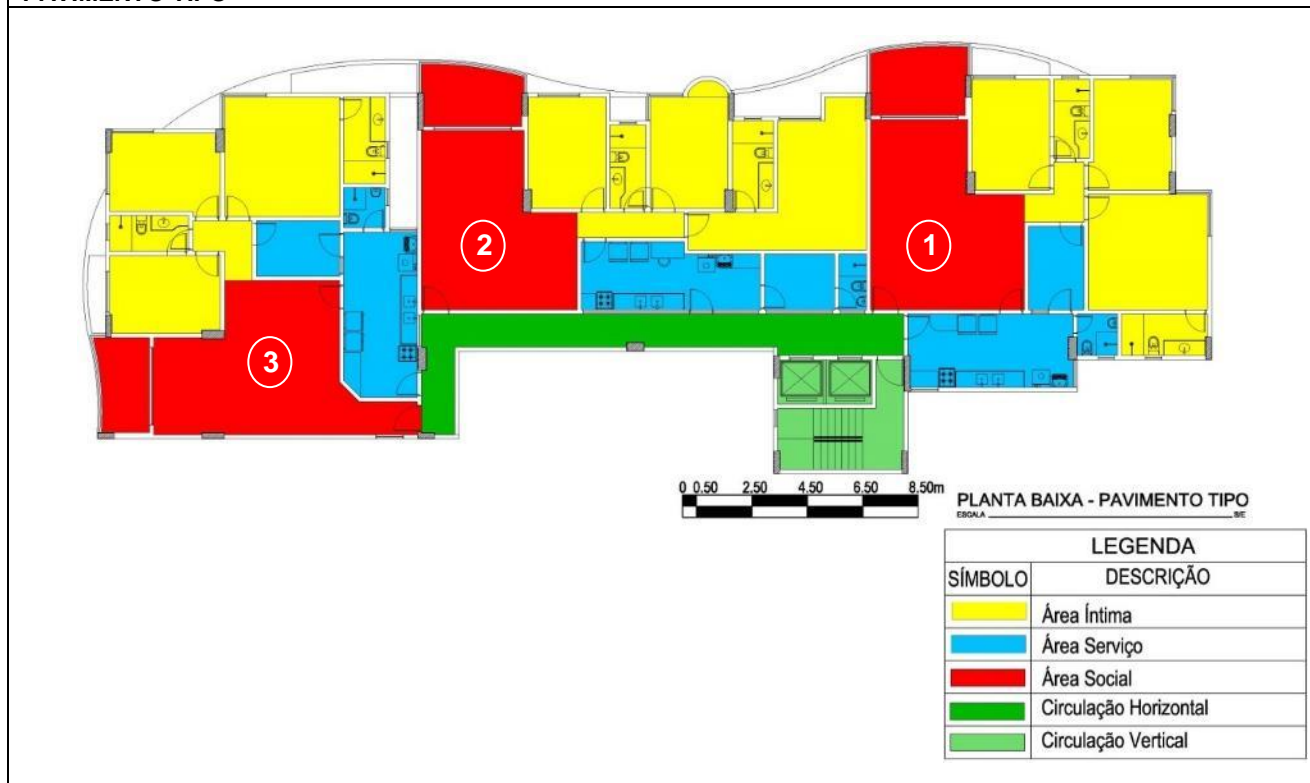 2
1
3
0 0.50 2.50 4.50 6.50 8.50m
PLANTA BAIXA - PAVIMENTO TIPO
ESCALA S/E
LEGENDA
SÍMBOLO DESCRIÇÃO
Área Íntima
Área Serviço
Área Social
Circulação Horizontal
Circulação Vertical